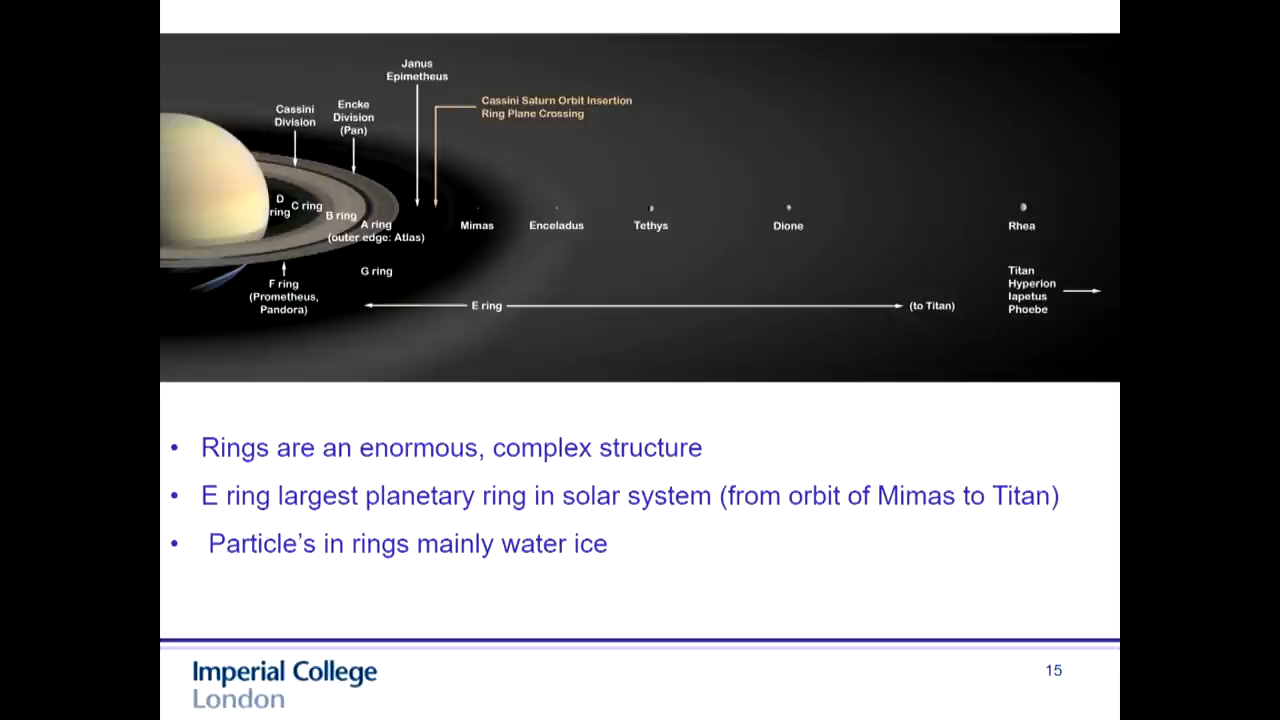 Janus
Epimetheus
Cassini Saturn Orbit Insertion
Ring Plane Crossing
Encke
Division
(Pan)
Cassini
Division
D
ring
C ring
B ring
A ring
(outer edge: Atlas)
Mimas
Enceladus
Tethys
Dione
Rhea
G ring
F ring
(Prometheus,
Pandora)
E ring
(to Titan)
Titan
Hyperion
Iapetus
Phoebe
• Rings are an enormous, complex structure
• E ring largest planetary ring in solar system (from orbit of Mimas to Titan)
• Particle's in rings mainly water ice
Imperial College
London
15